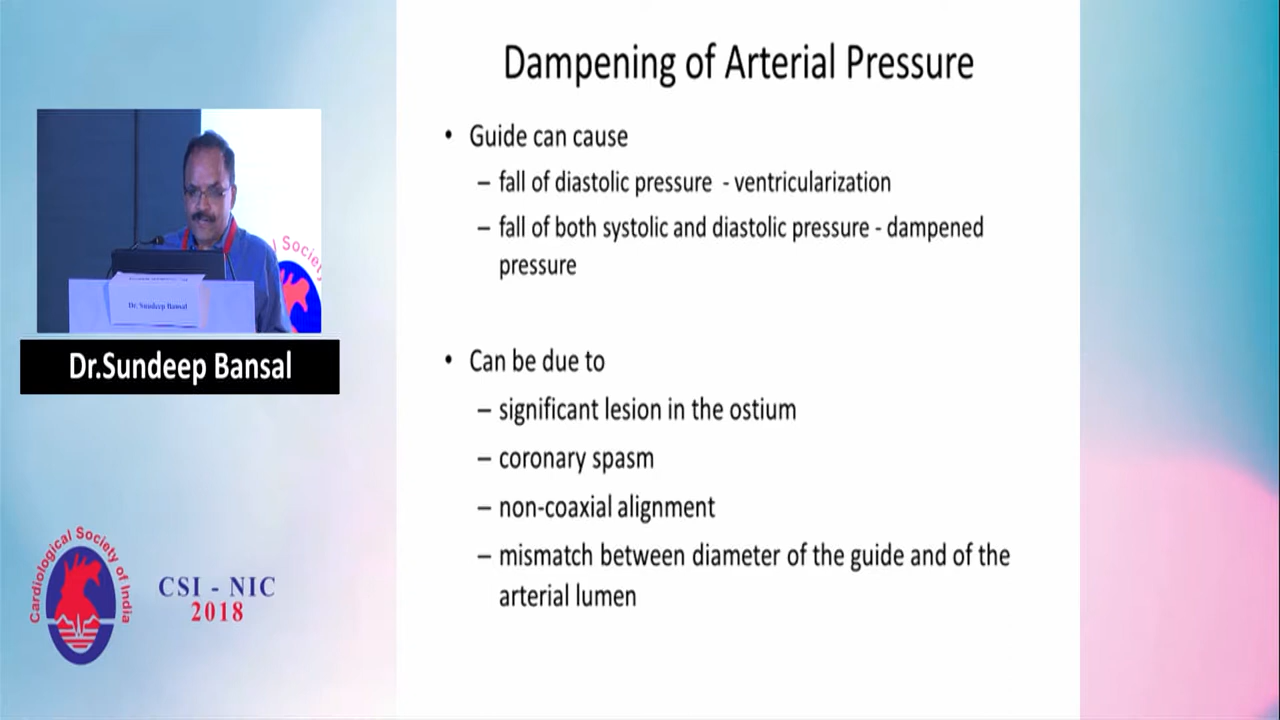 Dampening of Arterial Pressure
• Guide can cause
– fall of diastolic pressure - ventricularization
– fall of both systolic and diastolic pressure - dampened
pressure
• Can be due to
– significant lesion in the ostium
– coronary spasm
– non-coaxial alignment
– mismatch between diameter of the guide and of the
arterial lumen
Society
Dr. Sundeep Bansal
Dr.Sundeep Bansal
Cardiological Society of India
CSI - NIC
2018